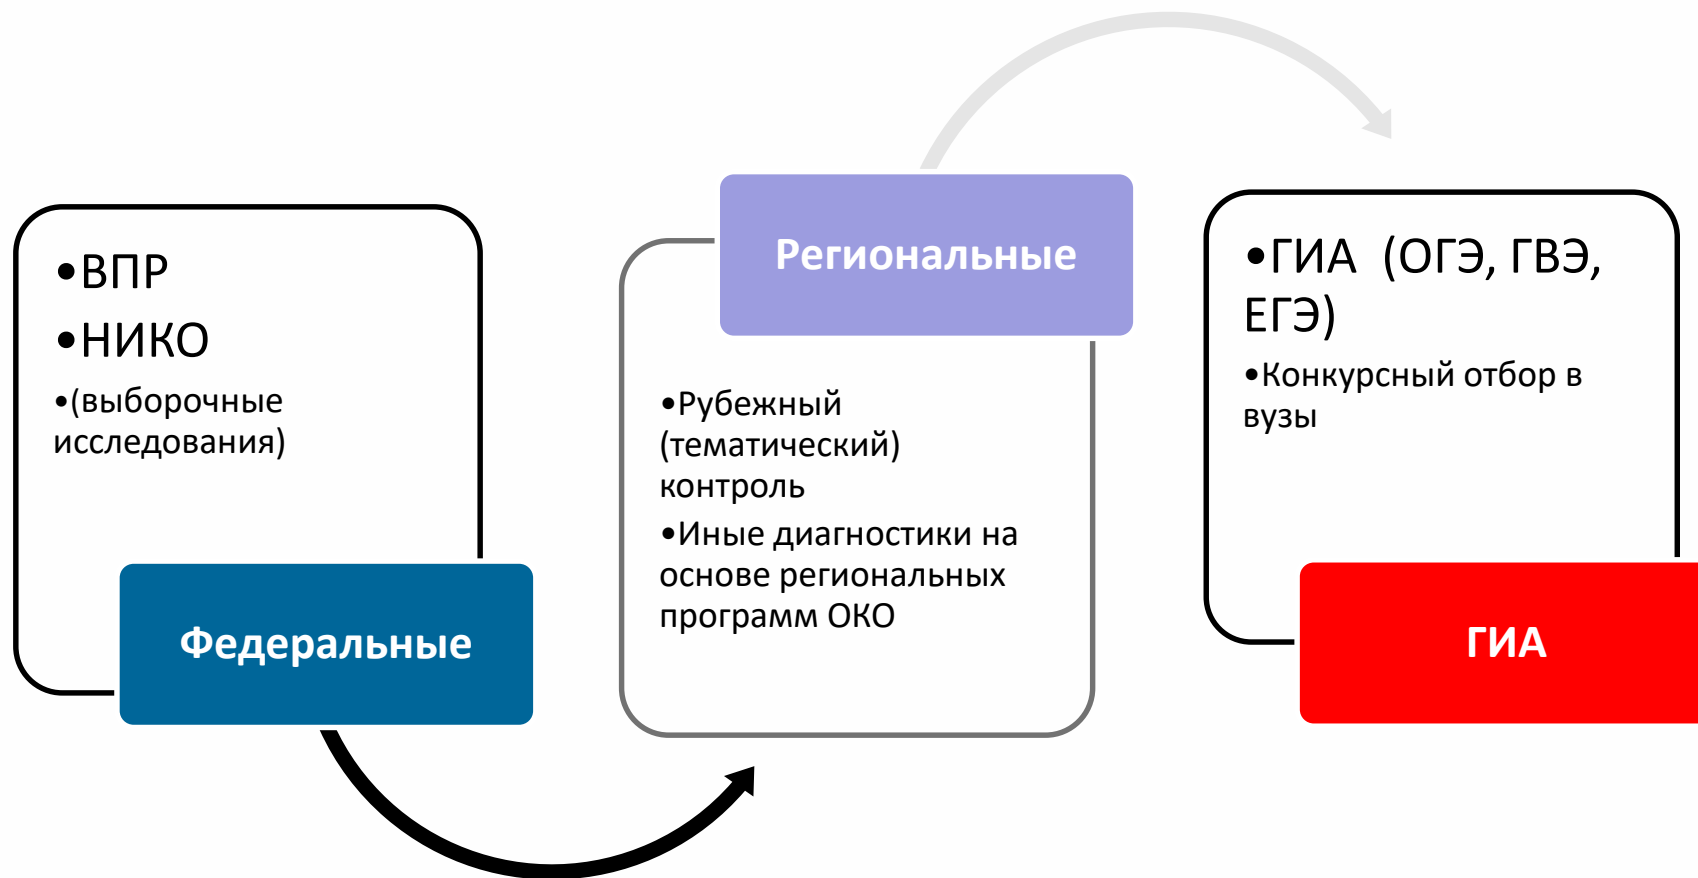 •ВПР
•НИКО
•(выборочные
исследования)
Федеральные
Региональные
•Рубежный
(тематический)
контроль
•Иные диагностики на
основе региональных
программ ОКО
•ГИА (ОГЭ, ГВЭ,
ЕГЭ)
•Конкурсный отбор в
вузы
ГИА